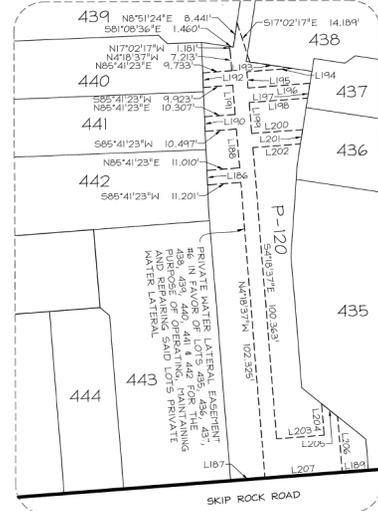 439
N8°51'24"E 8.441'
S81°08'36"E 1.460'
S17°02'17"E 14.189'
438
N17°02'17"W 1.181'
N4°18'37"W 7.213'
N85°41'23"E 9.733'
L193
L194
L192
L195
440
437
L196
S85°41'23"W 9.923'
L197
N85°41'23"E 10.307'
L191
L198
L199
441
L190
L200
L201
436
S85°41'23"W 10.497'
L188
L202
N85°41'23"E 11.010'
442
L186
S85°41'23"W 11.201'
P-120
S4°18'37"E 100.363'
N4°18'37"W 102.325'
PRIVATE WATER LATERAL EASEMENT
#6 IN FAVOR OF LOTS 435, 436, 437,
438, 439, 440, 441 & 442 FOR THE
PURPOSE OF OPERATING, MAINTAINING
AND REPAIRING SAID LOTS PRIVATE
WATER LATERAL
435
443
444
L204
L203
L205
L206
L187
L207
L189
SKIP ROCK ROAD